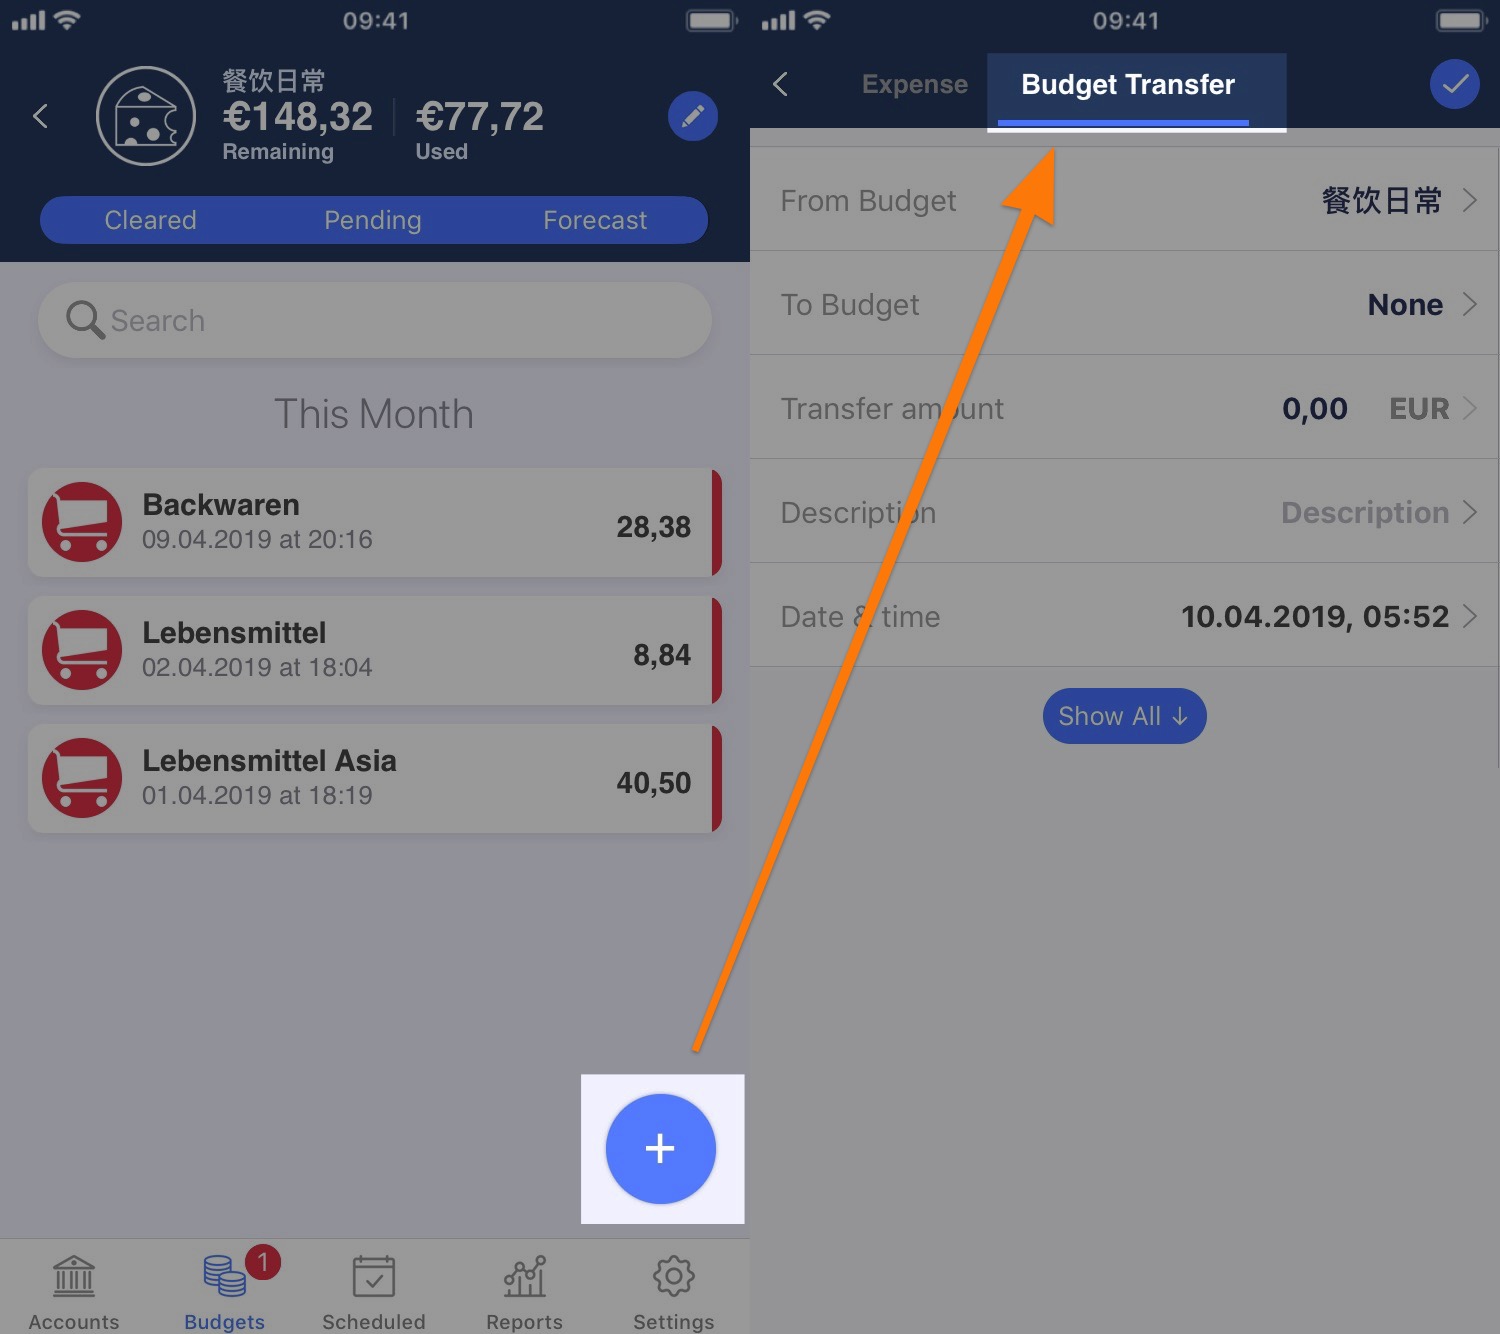 09:41
餐饮日常
€148,32
€77,72
Remaining
Used
Cleared
Pending
Forecast
Search
This Month
Backwaren
09.04.2019 at 20:16
28,38
Lebensmittel
02.04.2019 at 18:04
8,84
Lebensmittel Asia
01.04.2019 at 18:19
40,50
+
1
Accounts
Budgets
Scheduled
Reports
Settings
09:41
Expense
Budget Transfer
From Budget
餐饮日常
To Budget
None
Transfer amount
0,00 EUR
Description
Description
Date & time
10.04.2019, 05:52
Show All ↓